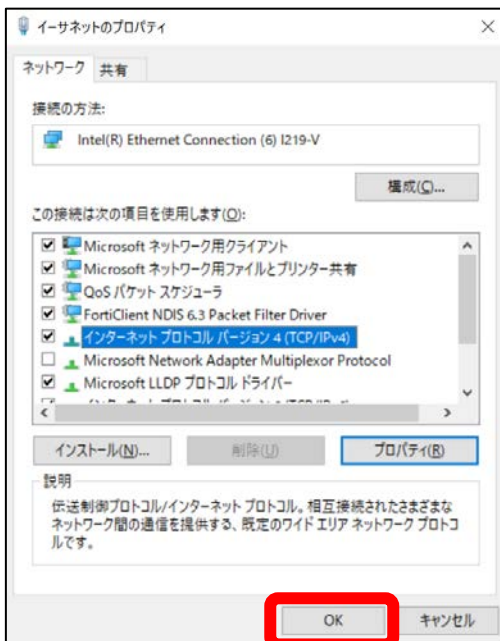 イーサネットのプロパティ
ネットワーク 共有
接続の方法:
Intel(R) Ethernet Connection (6) I219-V
構成(C)...
この接続は次の項目を使用します(O):
Microsoft ネットワーク用クライアント
Microsoft ネットワーク用ファイルとプリンター共有
QoS パケット スケジューラ
FortiClient NDIS 6.3 Packet Filter Driver
インターネット プロトコル バージョン 4 (TCP/IPv4)
Microsoft Network Adapter Multiplexor Protocol
Microsoft LLDP プロトコル ドライバー
インストール(N)... 削除(U) プロパティ(R)
説明
伝送制御プロトコル/インターネット プロトコル。相互接続されたさまざまな
ネットワーク間の通信を提供する、既定のワイド エリア ネットワーク プロトコ
ルです。
OK キャンセル